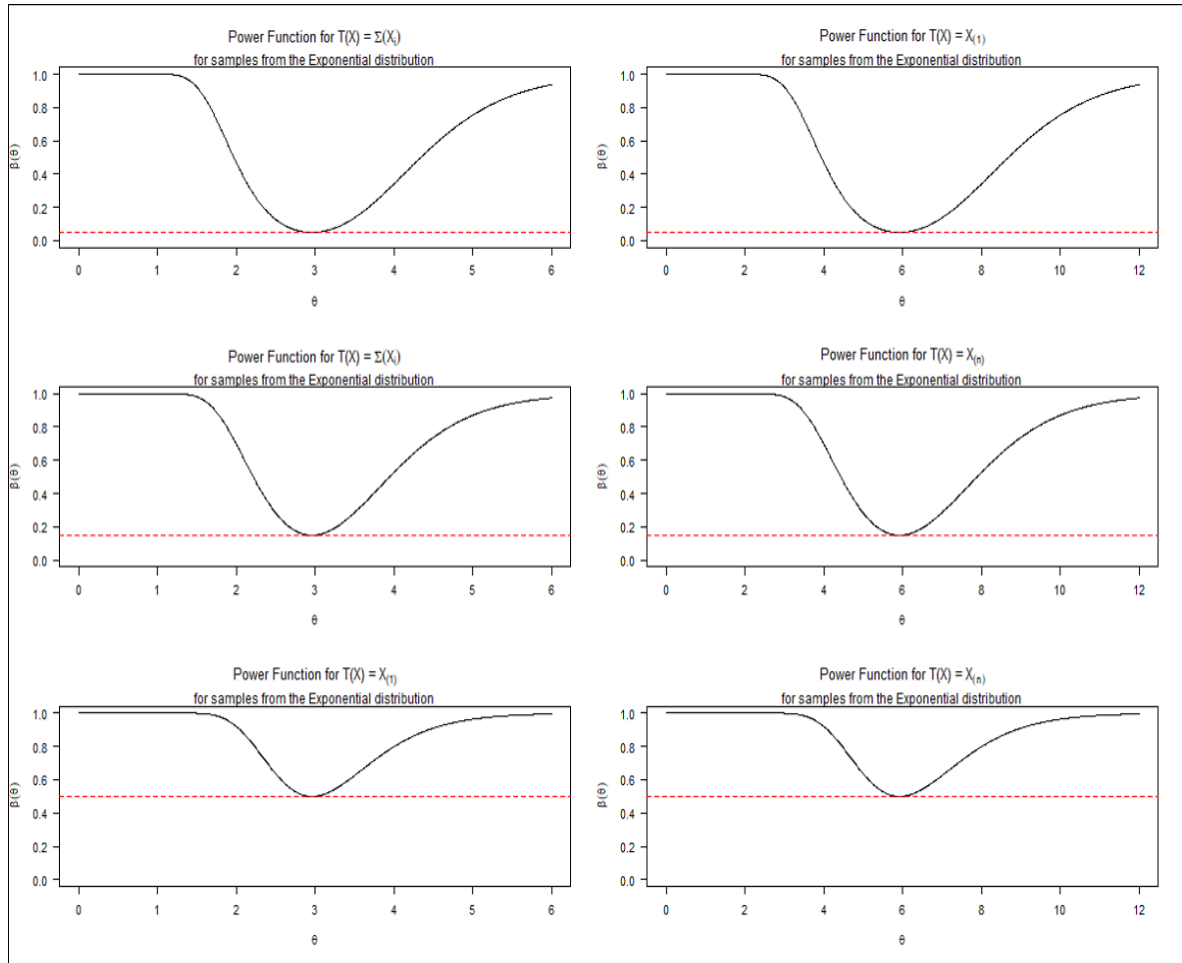 Power Function for T(X) = Σ(Xᵢ)
for samples from the Exponential distribution
1.0
0.8
0.6
0.4
0.2
0.0
β(θ)
0 1 2 3 4 5 6
θ
Power Function for T(X) = X₍₁₎
for samples from the Exponential distribution
1.0
0.8
0.6
0.4
0.2
0.0
β(θ)
0 2 4 6 8 10 12
θ
Power Function for T(X) = Σ(Xᵢ)
for samples from the Exponential distribution
1.0
0.8
0.6
0.4
0.2
0.0
β(θ)
0 1 2 3 4 5 6
θ
Power Function for T(X) = X₍ₙ₎
for samples from the Exponential distribution
1.0
0.8
0.6
0.4
0.2
0.0
β(θ)
0 2 4 6 8 10 12
θ
Power Function for T(X) = X₍₁₎
for samples from the Exponential distribution
1.0
0.8
0.6
0.4
0.2
0.0
β(θ)
0 1 2 3 4 5 6
θ
Power Function for T(X) = X₍ₙ₎
for samples from the Exponential distribution
1.0
0.8
0.6
0.4
0.2
0.0
β(θ)
0 2 4 6 8 10 12
θ